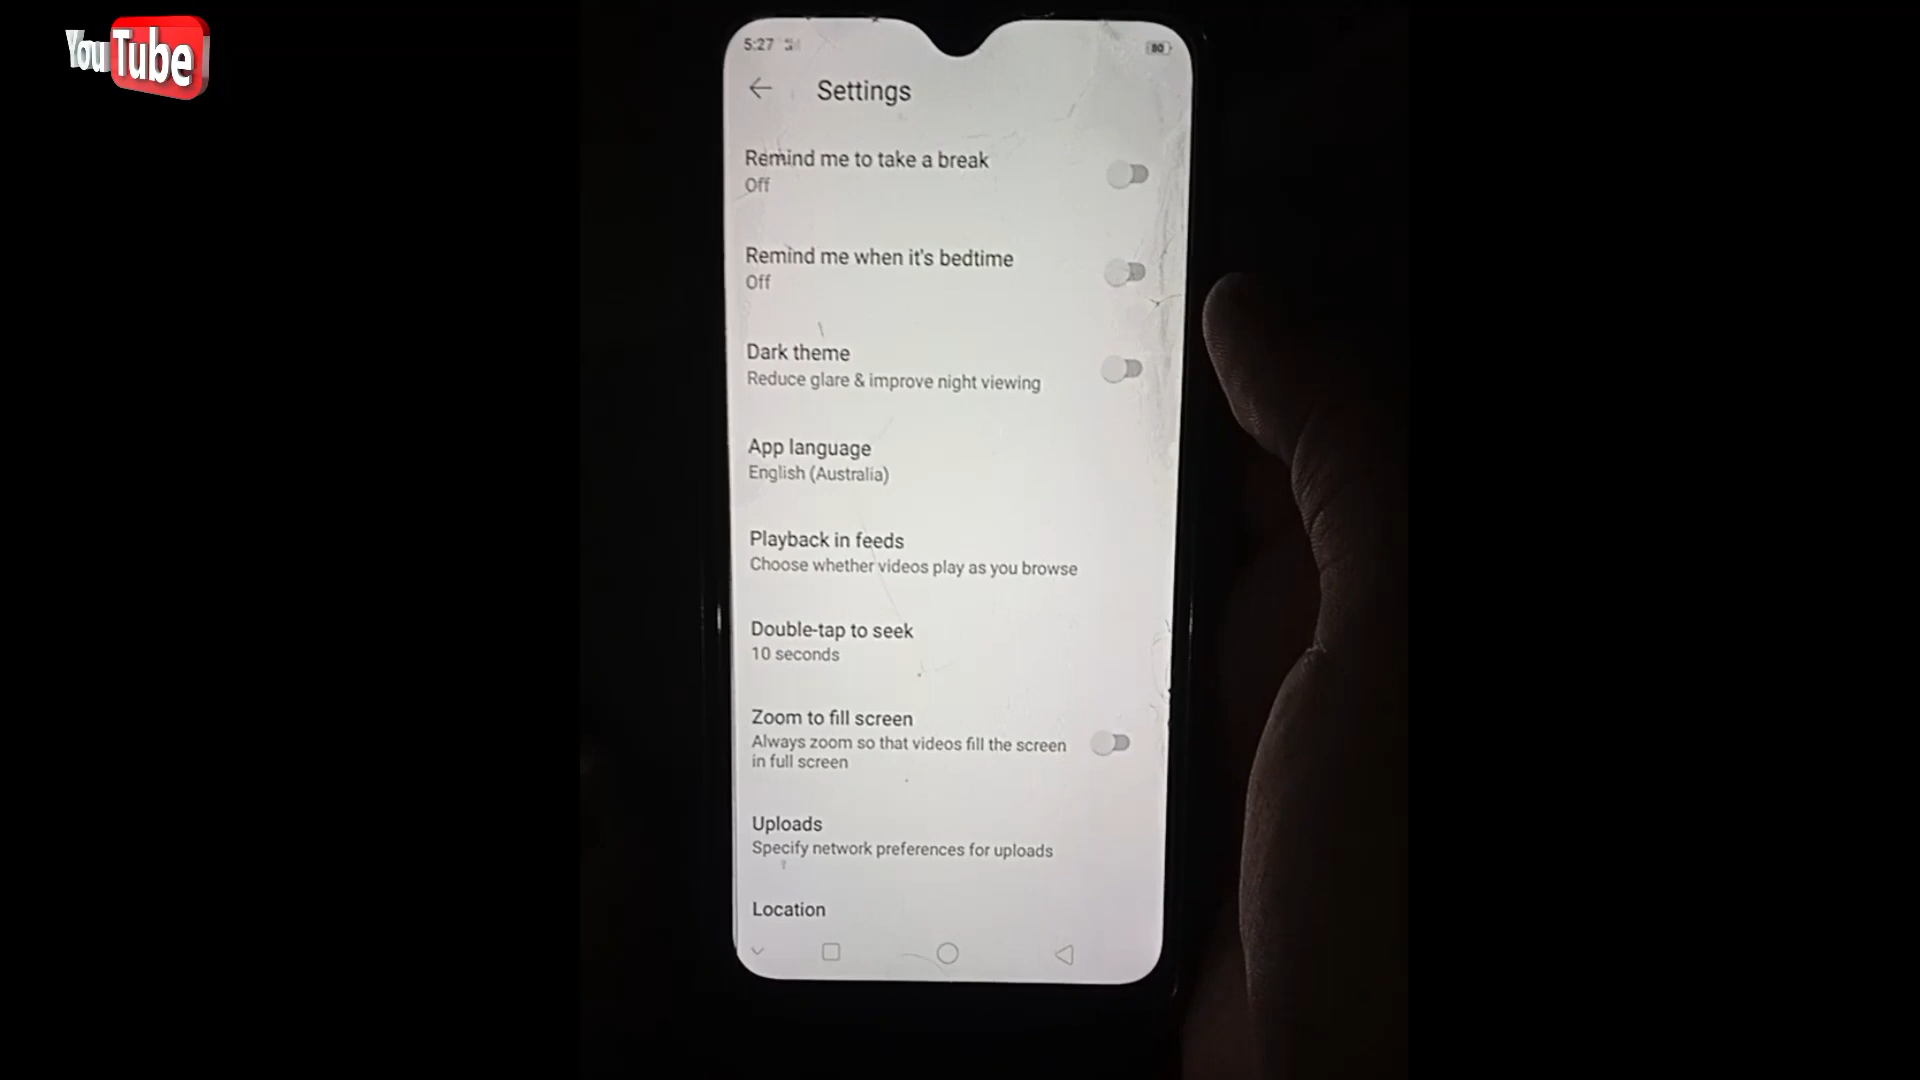 YouTube
5:27
80
Settings
Remind me to take a break
Off
Remind me when it's bedtime
Off
Dark theme
Reduce glare & improve night viewing
App language
English (Australia)
Playback in feeds
Choose whether videos play as you browse
Double-tap to seek
10 seconds
Zoom to fill screen
Always zoom so that videos fill the screen
in full screen
Uploads
Specify network preferences for uploads
Location